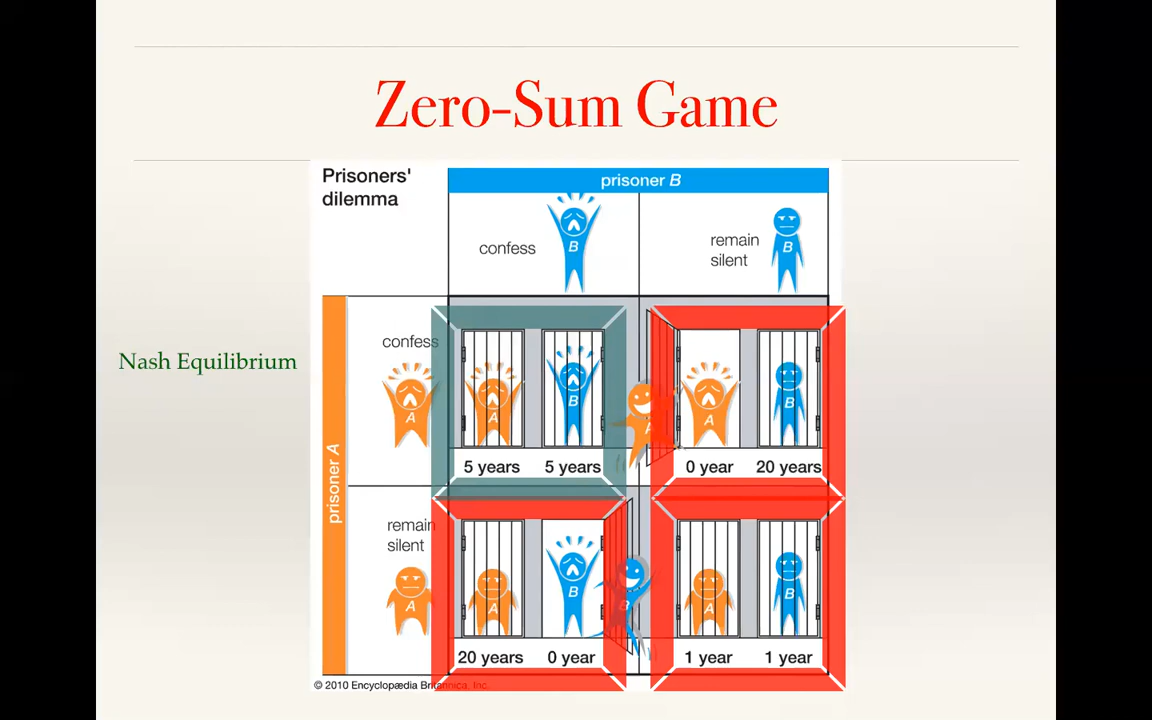 Zero-Sum Game
Prisoners'
dilemma
prisoner B
confess
B
remain
silent
B
Nash Equilibrium
prisoner A
confess
A
A
B
A
A
B
5 years 5 years
0 year 20 years
remain
silent
A
A
B
B
A
B
20 years 0 year
1 year 1 year
© 2010 Encyclopædia Britannica, Inc.